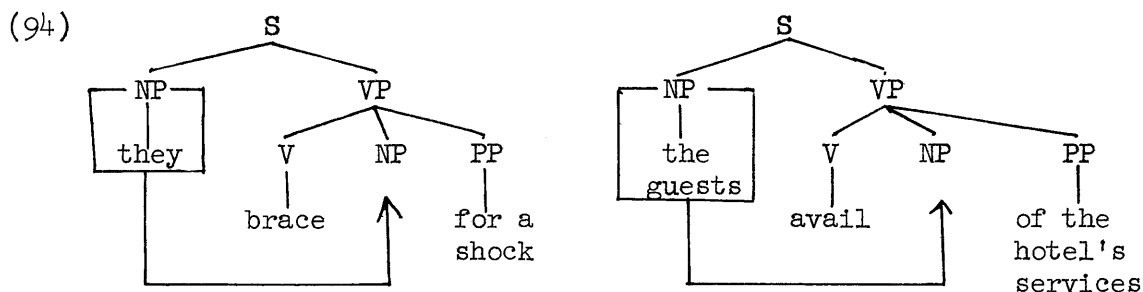 (94) S S
NP VP NP VP
they V NP PP the guests V NP PP
brace for a shock avail of the hotel's services